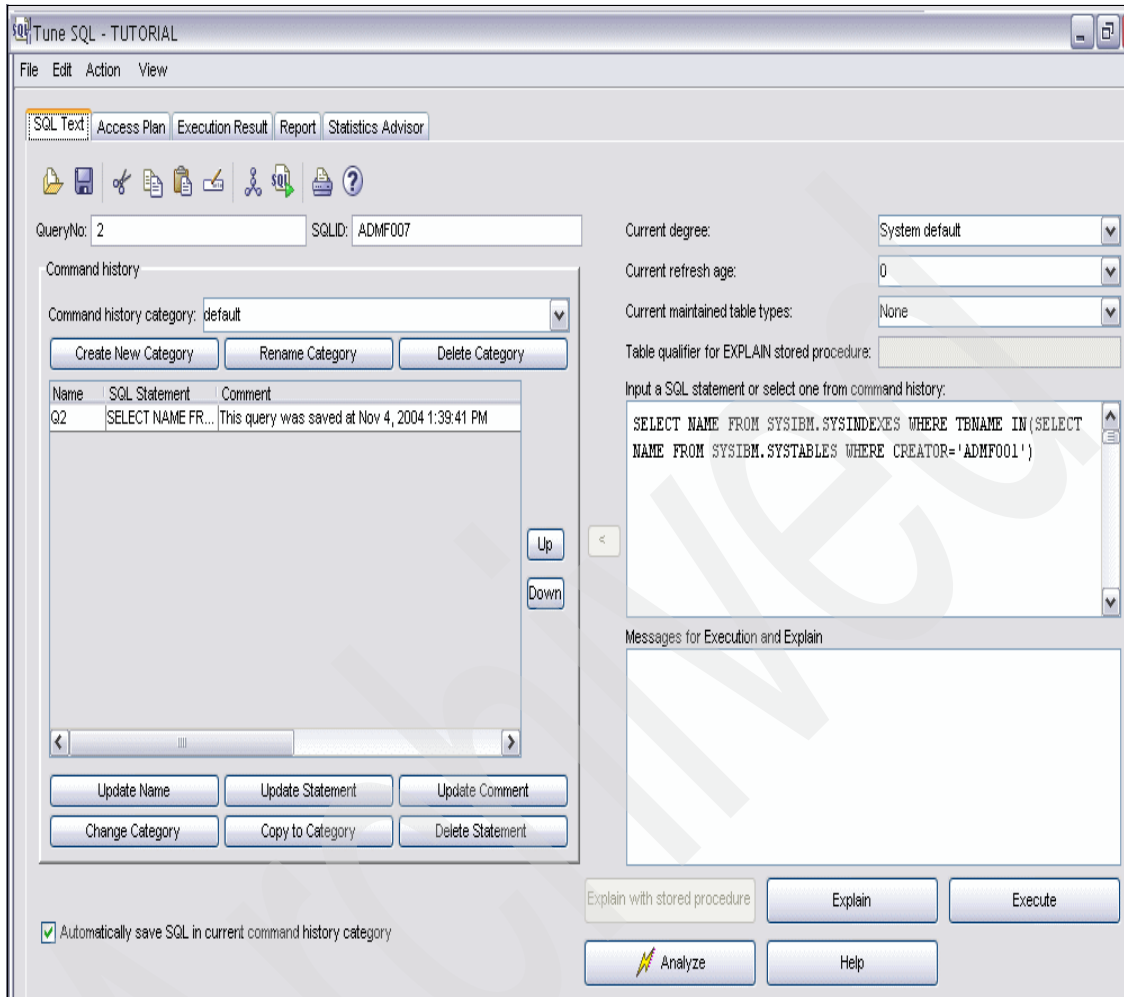 Tune SQL - TUTORIAL
File Edit Action View
SQL Text Access Plan Execution Result Report Statistics Advisor
SQL
QueryNo: 2 SQLID: ADMF007
Command history
Command history category: default
Create New Category Rename Category Delete Category
Name SQL Statement Comment
Q2 SELECT NAME FR... This query was saved at Nov 4, 2004 1:39:41 PM
Up
Down
Update Name Update Statement Update Comment
Change Category Copy to Category Delete Statement
Automatically save SQL in current command history category
Current degree: System default
Current refresh age: 0
Current maintained table types: None
Table qualifier for EXPLAIN stored procedure:
Input a SQL statement or select one from command history:
SELECT NAME FROM SYSIBM.SYSINDEXES WHERE TBNAME IN(SELECT
NAME FROM SYSIBM.SYSTABLES WHERE CREATOR='ADMF001')
<
Messages for Execution and Explain
Explain with stored procedure Explain Execute
Analyze Help
Archived